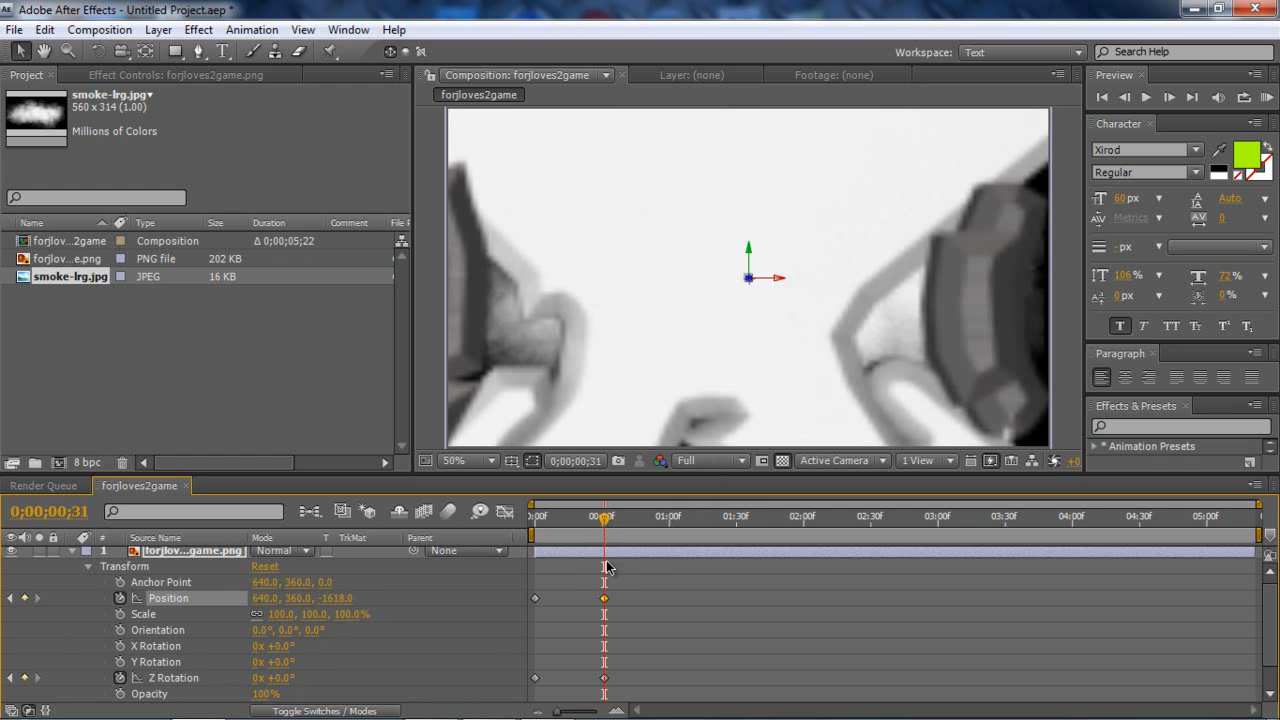 Adobe After Effects - Untitled Project.aep *
File Edit Composition Layer Effect Animation View Window Help
Workspace: Text Search Help
Project Effect Controls: forjloves2game.png Composition: forjloves2game Layer: (none) Footage: (none) Preview
smoke-lrg.jpg
560 x 314 (1.00)
Millions of Colors
forjloves2game
Character
Xirod
Regular
60 px Auto
Metrics 0
- px
106 % 72 %
0 px 0 %
T T TT Tт T¹ T₁
Paragraph
Effects & Presets
* Animation Presets
Name Type Size Duration Comment File P
forjlov...2game Composition Δ 0;00;05;22
forjlov...e.png PNG file 202 KB
smoke-lrg.jpg JPEG 16 KB
8 bpc
50% 0;00;00;31 Full Active Camera 1 View +0
Render Queue forjloves2game
0;00;00;31
0:00f 00:00f 01:00f 01:30f 02:00f 02:30f 03:00f 03:30f 04:00f 04:30f 05:00f
# Source Name Mode T TrkMat Parent
1 [forjlov...game.png] Normal None
Transform Reset
Anchor Point 640.0, 360.0, 0.0
Position 640.0, 360.0, -1618.0
Scale 100.0, 100.0, 100.0%
Orientation 0.0°, 0.0°, 0.0°
X Rotation 0x +0.0°
Y Rotation 0x +0.0°
Z Rotation 0x +0.0°
Opacity 100%
Toggle Switches / Modes